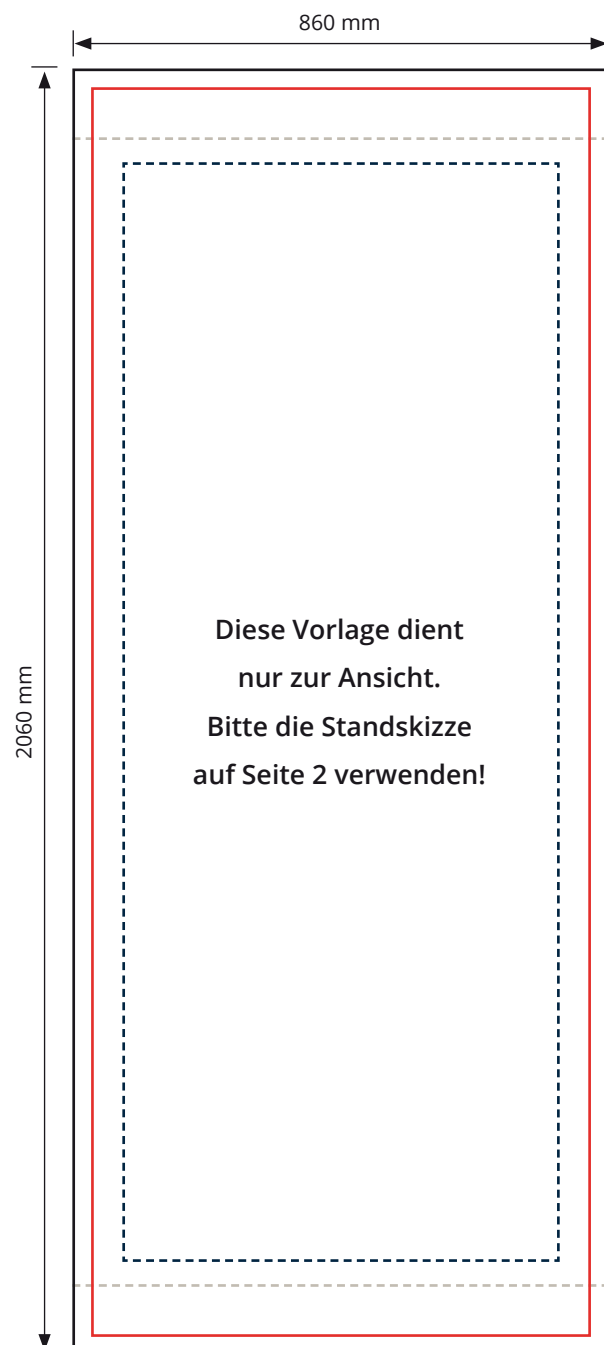 860 mm
2060 mm
Diese Vorlage dient
nur zur Ansicht.
Bitte die Standskizze
auf Seite 2 verwenden!